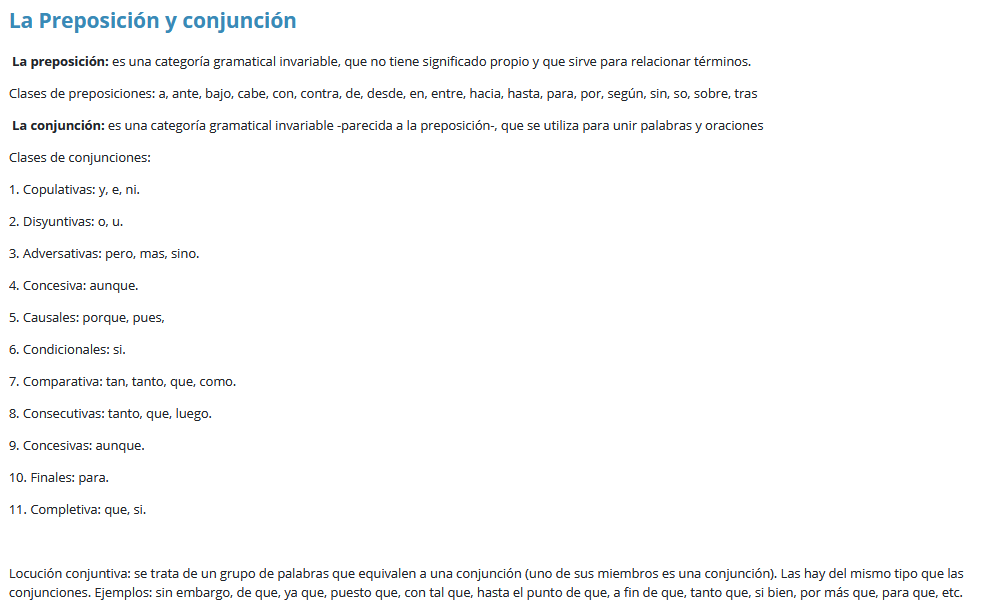 La Preposición y conjunción
La preposición: es una categoría gramatical invariable, que no tiene significado propio y que sirve para relacionar términos.
Clases de preposiciones: a, ante, bajo, cabe, con, contra, de, desde, en, entre, hacia, hasta, para, por, según, sin, so, sobre, tras
La conjunción: es una categoría gramatical invariable -parecida a la preposición-, que se utiliza para unir palabras y oraciones
Clases de conjunciones:
1. Copulativas: y, e, ni.
2. Disyuntivas: o, u.
3. Adversativas: pero, mas, sino.
4. Concesiva: aunque.
5. Causales: porque, pues,
6. Condicionales: si.
7. Comparativa: tan, tanto, que, como.
8. Consecutivas: tanto, que, luego.
9. Concesivas: aunque.
10. Finales: para.
11. Completiva: que, si.
Locución conjuntiva: se trata de un grupo de palabras que equivalen a una conjunción (uno de sus miembros es una conjunción). Las hay del mismo tipo que las
conjunciones. Ejemplos: sin embargo, de que, ya que, puesto que, con tal que, hasta el punto de que, a fin de que, tanto que, si bien, por más que, para que, etc.